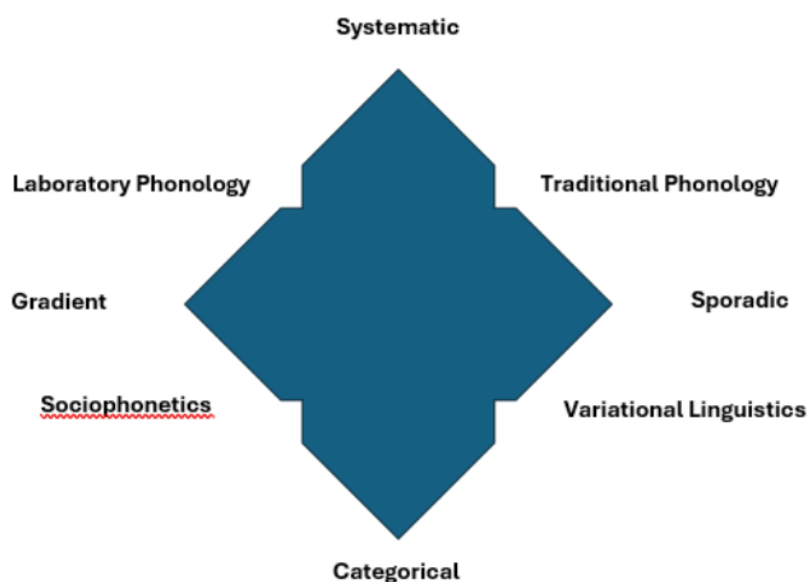 Systematic
Laboratory Phonology
Traditional Phonology
Gradient
Sporadic
Sociophonetics
Variational Linguistics
Categorical